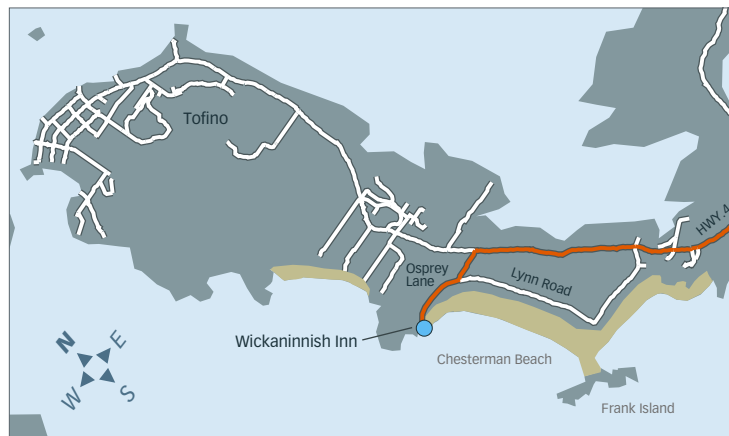 Tofino
HWY.4
Osprey
Lane
Lynn Road
Wickaninnish Inn
N
E
W
S
Chesterman Beach
Frank Island